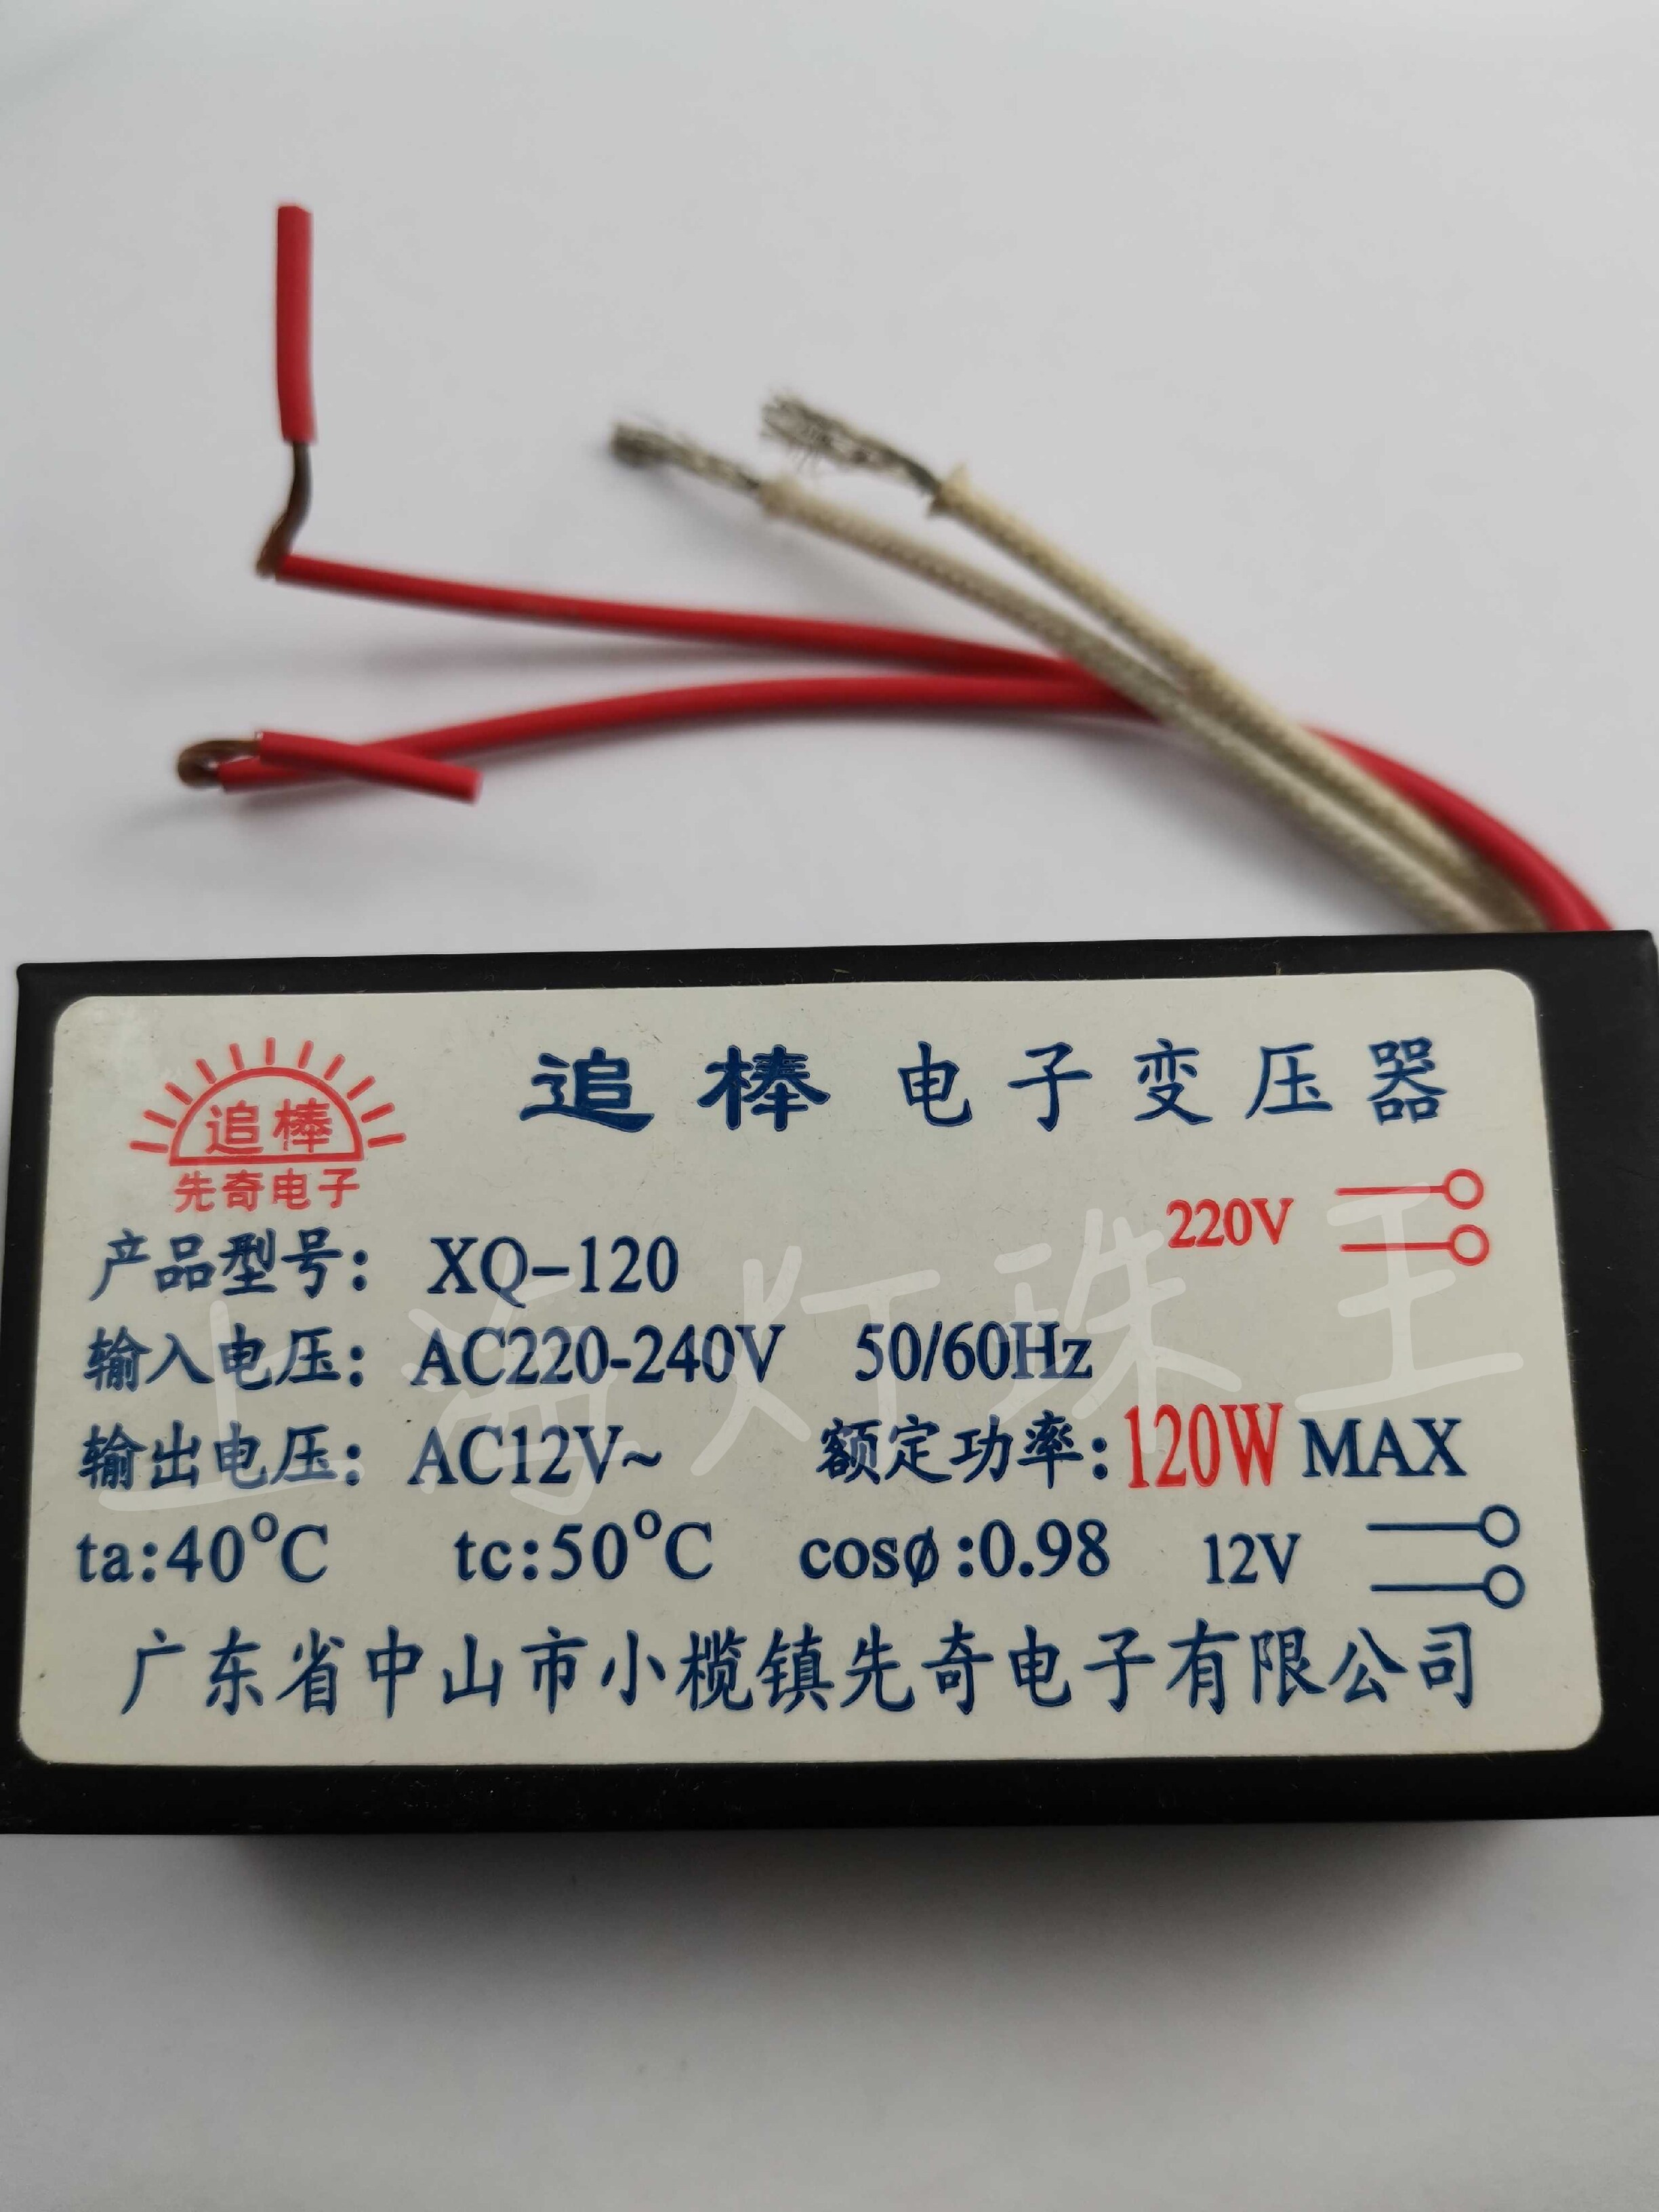 追棒 电子变压器
追棒
先奇电子
220V
产品型号: XQ-120
输入电压: AC220-240V 50/60Hz
输出电压: AC12V~ 额定功率:120W MAX
ta:40°C tc:50°C cosφ:0.98 12V
广东省中山市小榄镇先奇电子有限公司
上海灯珠王